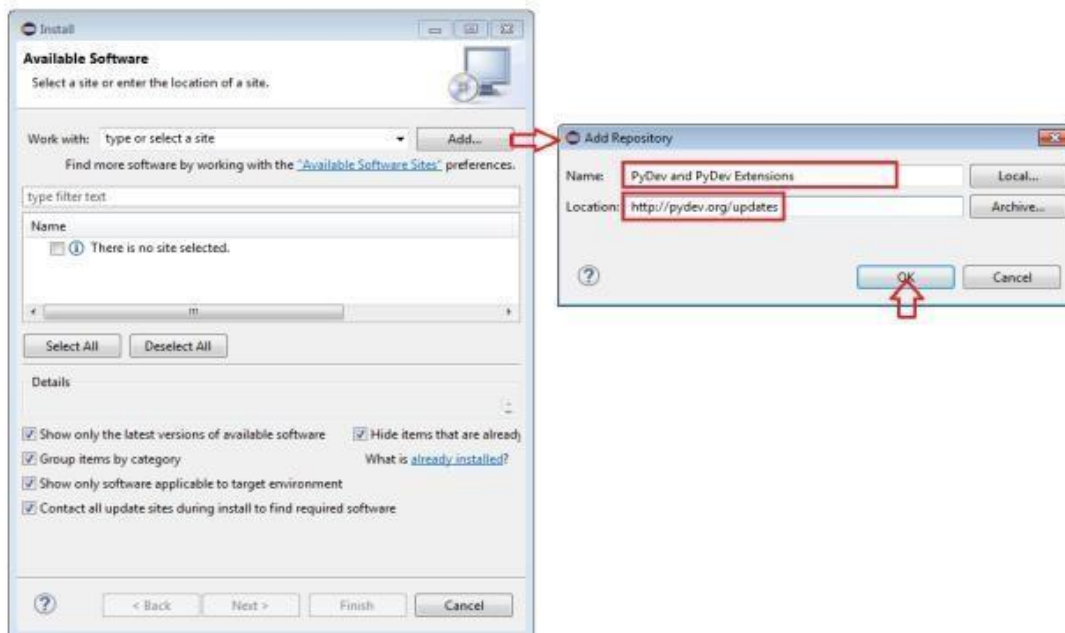 Install
Available Software
Select a site or enter the location of a site.
Work with: type or select a site Add...
Find more software by working with the "Available Software Sites" preferences.
type filter text
Name
There is no site selected.
Select All Deselect All
Details
Show only the latest versions of available software Hide items that are already
Group items by category What is already installed?
Show only software applicable to target environment
Contact all update sites during install to find required software
< Back Next > Finish Cancel
Add Repository
Name: PyDev and PyDev Extensions Local...
Location: http://pydev.org/updates Archive...
OK Cancel